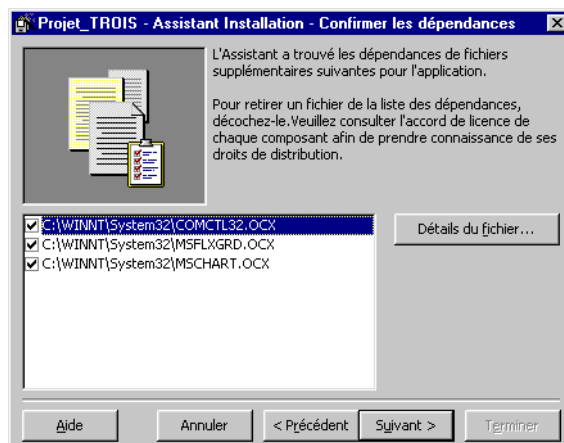 Projet_TROIS - Assistant Installation - Confirmer les dépendances
L'Assistant a trouvé les dépendances de fichiers
supplémentaires suivantes pour l'application.
Pour retirer un fichier de la liste des dépendances,
décochez-le.Veuillez consulter l'accord de licence de
chaque composant afin de prendre connaissance de ses
droits de distribution.
C:\WINNT\System32\COMCTL32.OCX
C:\WINNT\System32\MSFLXGRD.OCX
C:\WINNT\System32\MSCHART.OCX
Détails du fichier...
Aide
Annuler
< Précédent
Suivant >
Terminer